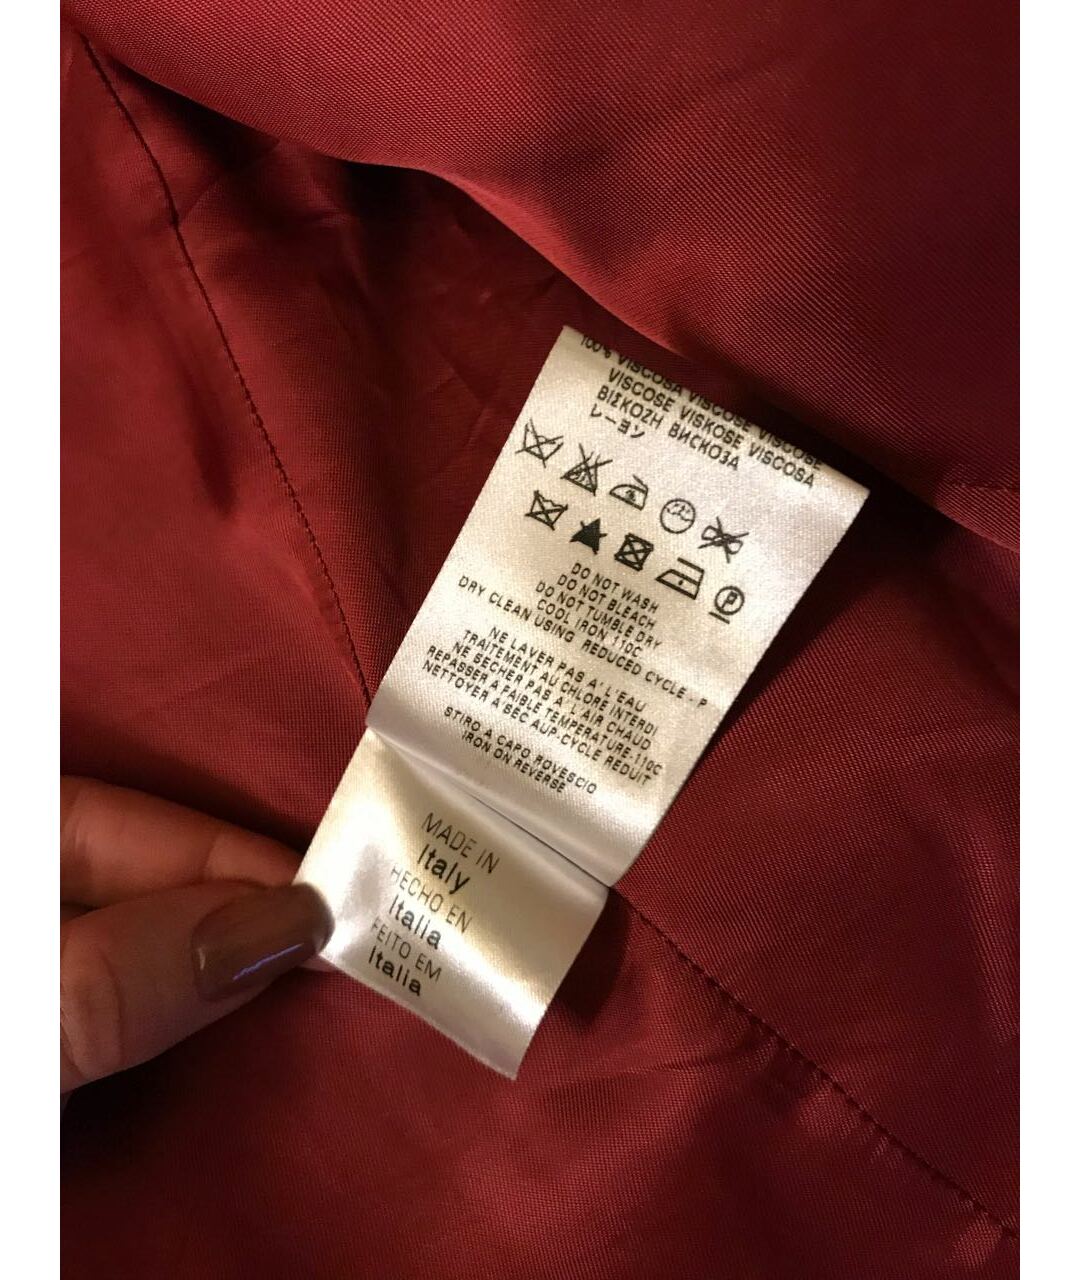 100% VISCOSA VISCOSE VISCOSE
VISCOSE VISKOSE VISCOSA
ΒΙΣΚΟΖΗ ВИСКОЗА
レーヨン
DO NOT WASH
DO NOT BLEACH
DO NOT TUMBLE DRY
COOL IRON 110C
DRY CLEAN USING REDUCED CYCLE - P
NE LAVER PAS A' L'EAU
TRAITEMENT AU CHLORE INTERDI
NE SECHER PAS A' L'AIR CHAUD
REPASSER A FAIBLE TEMPERATURE-110C
NETTOYER A SEC AUP-CYCLE REDUIT
STIRO A CAPO ROVESCIO
IRON ON REVERSE
MADE IN
Italy
HECHO EN
Italia
FEITO EM
Italia